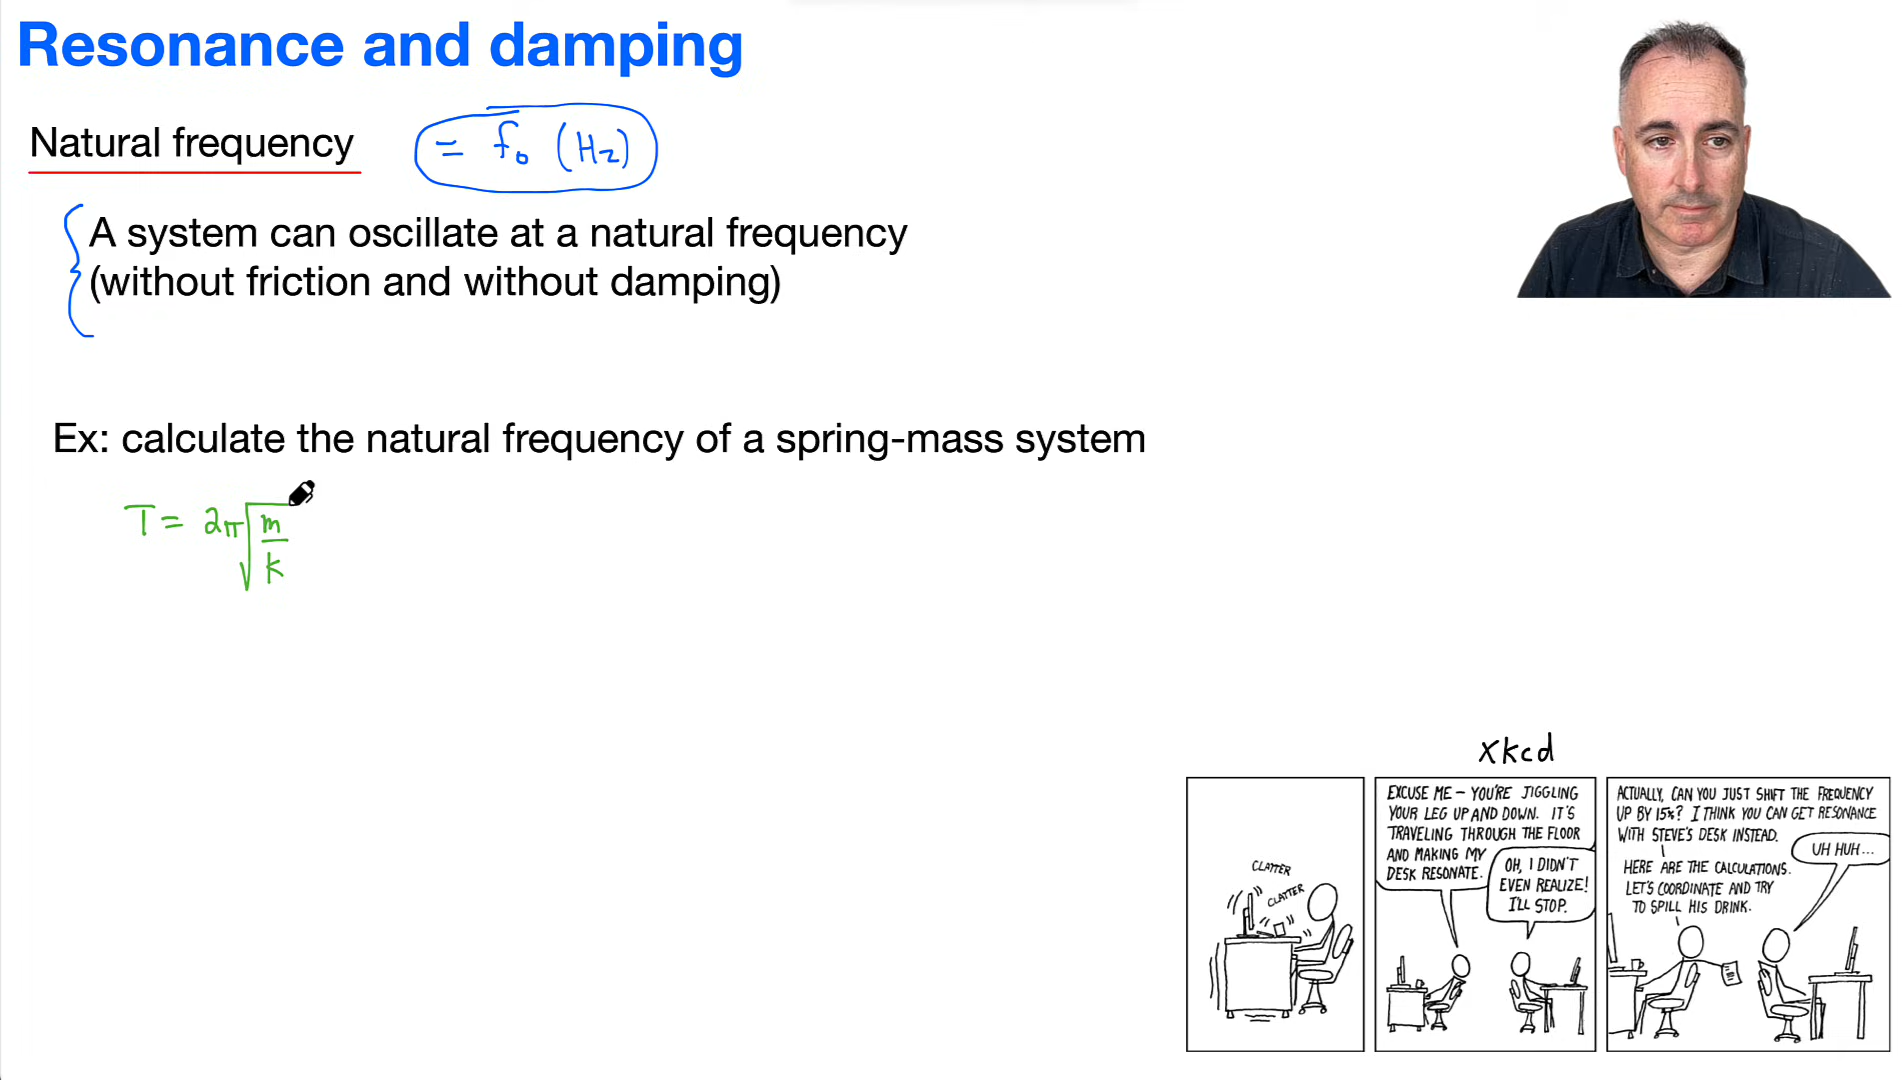 Resonance and damping
Natural frequency = f₀ (Hz)
A system can oscillate at a natural frequency
(without friction and without damping)
Ex: calculate the natural frequency of a spring-mass system
T = 2π√(m/k)
xkcd
CLATTER
CLATTER
EXCUSE ME – YOU'RE JIGGLING
YOUR LEG UP AND DOWN. IT'S
TRAVELING THROUGH THE FLOOR
AND MAKING MY
DESK RESONATE.
OH, I DIDN'T
EVEN REALIZE!
I'LL STOP.
ACTUALLY, CAN YOU JUST SHIFT THE FREQUENCY
UP BY 15%? I THINK YOU CAN GET RESONANCE
WITH STEVE'S DESK INSTEAD.
UH HUH...
HERE ARE THE CALCULATIONS.
LET'S COORDINATE AND TRY
TO SPILL HIS DRINK.